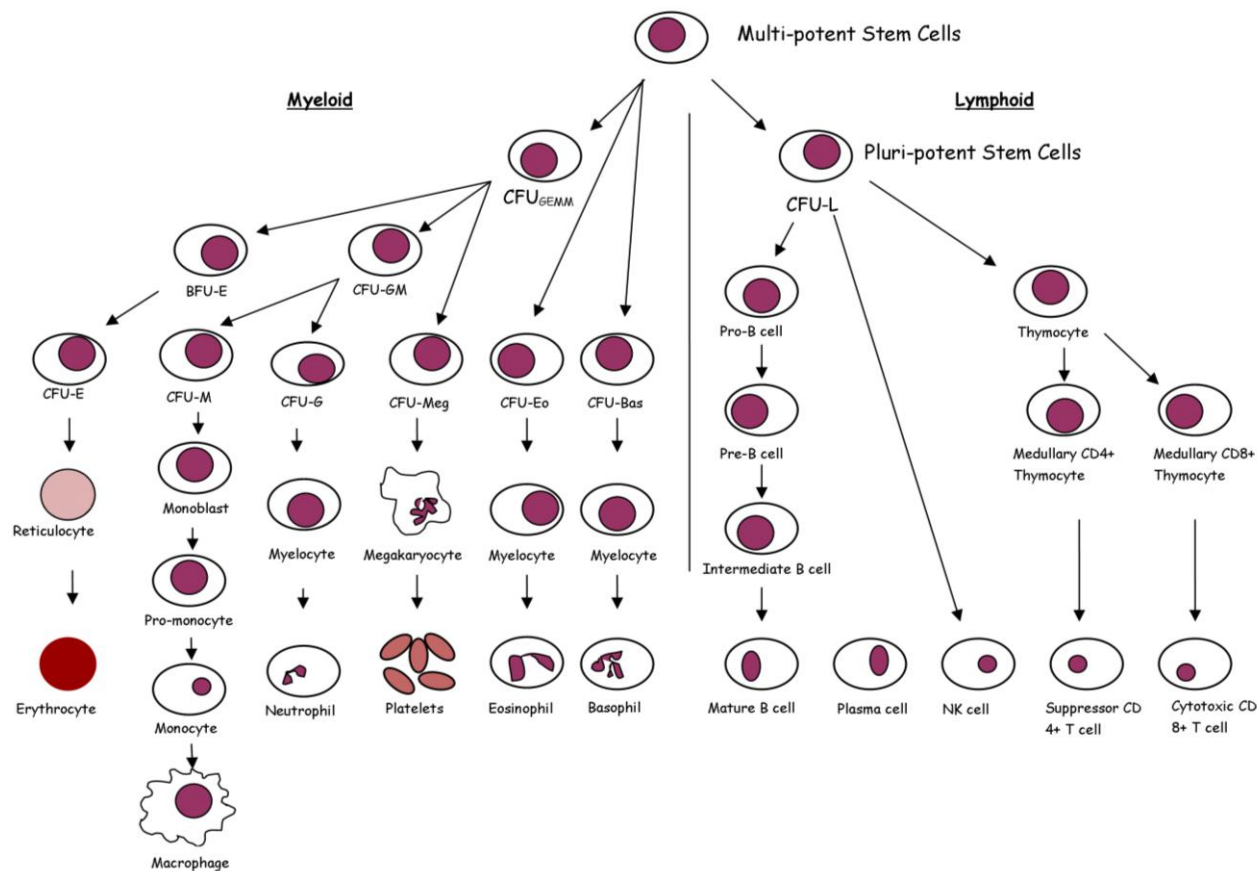 Multi-potent Stem Cells
Myeloid
Lymphoid
Pluri-potent Stem Cells
CFUGEMM
CFU-L
BFU-E
CFU-GM
Pro-B cell
Thymocyte
CFU-E
CFU-M
CFU-G
CFU-Meg
CFU-Eo
CFU-Bas
Pre-B cell
Medullary CD4+
Thymocyte
Medullary CD8+
Thymocyte
Reticulocyte
Monoblast
Myelocyte
Megakaryocyte
Myelocyte
Myelocyte
Intermediate B cell
Pro-monocyte
Erythrocyte
Monocyte
Neutrophil
Platelets
Eosinophil
Basophil
Mature B cell
Plasma cell
NK cell
Suppressor CD
4+ T cell
Cytotoxic CD
8+ T cell
Macrophage